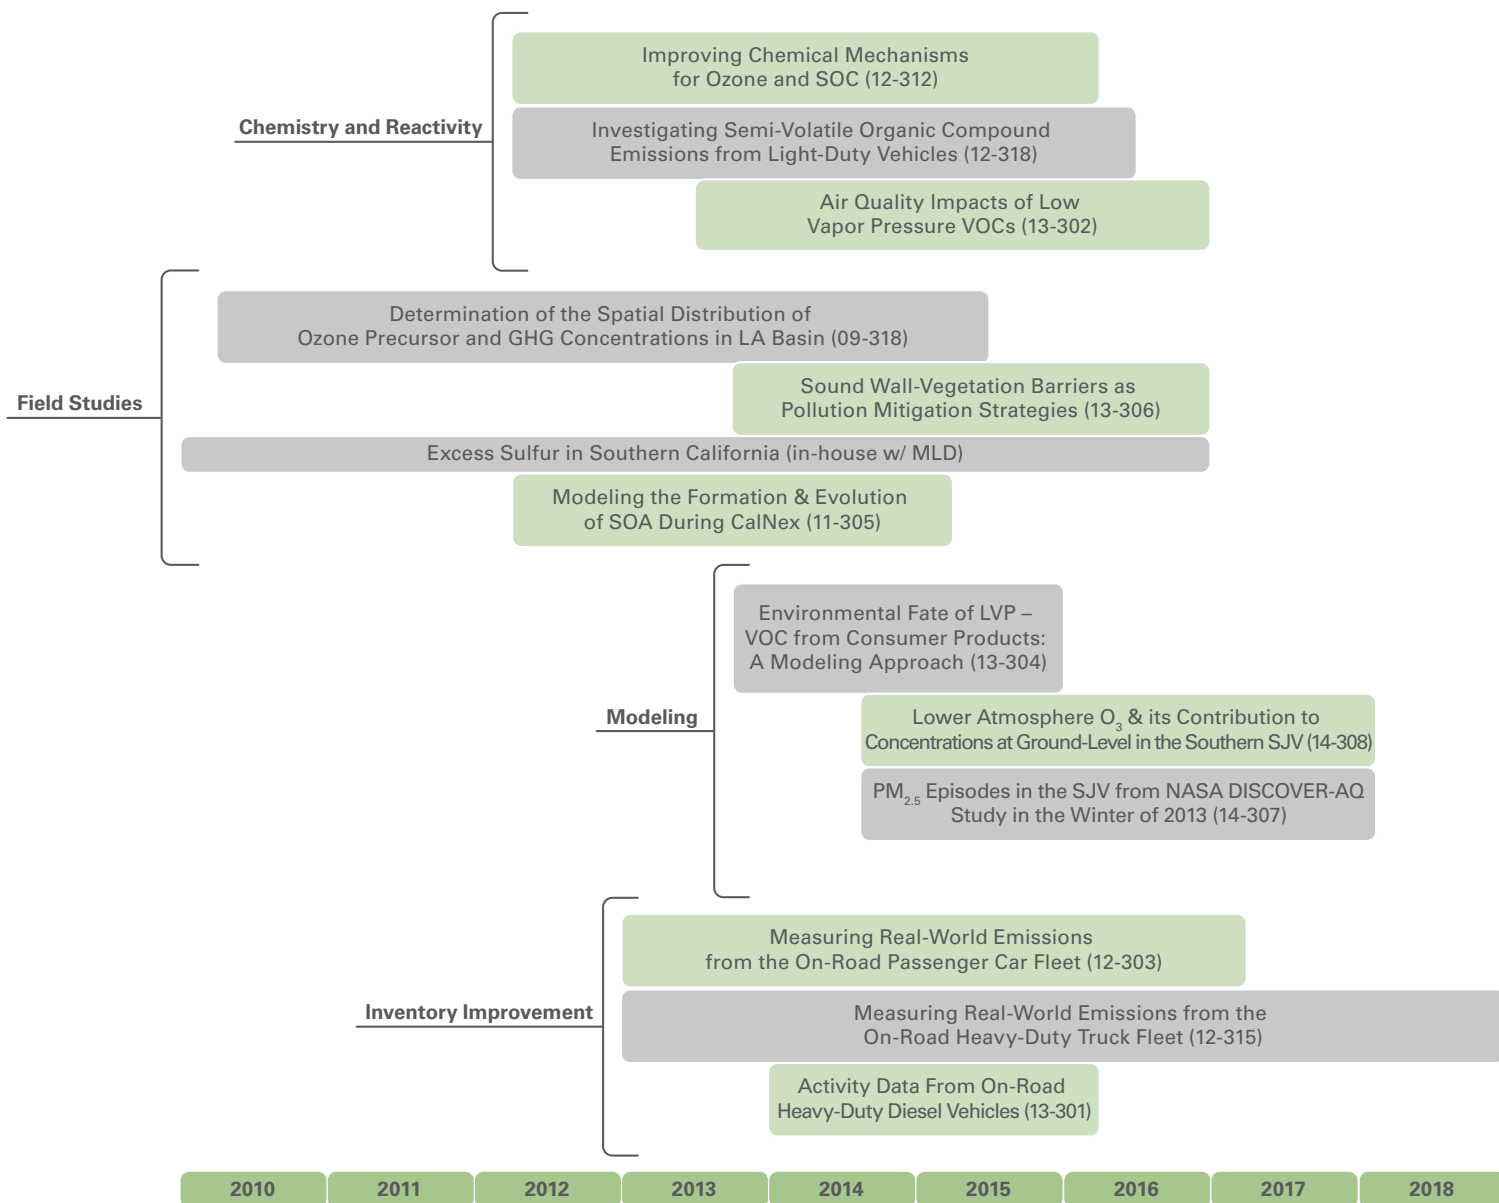 Chemistry and Reactivity
Improving Chemical Mechanisms
for Ozone and SOC (12-312)
Investigating Semi-Volatile Organic Compound
Emissions from Light-Duty Vehicles (12-318)
Air Quality Impacts of Low
Vapor Pressure VOCs (13-302)
Field Studies
Determination of the Spatial Distribution of
Ozone Precursor and GHG Concentrations in LA Basin (09-318)
Sound Wall-Vegetation Barriers as
Pollution Mitigation Strategies (13-306)
Excess Sulfur in Southern California (in-house w/ MLD)
Modeling the Formation & Evolution
of SOA During CalNex (11-305)
Modeling
Environmental Fate of LVP –
VOC from Consumer Products:
A Modeling Approach (13-304)
Lower Atmosphere O₃ & its Contribution to
Concentrations at Ground-Level in the Southern SJV (14-308)
PM₂.₅ Episodes in the SJV from NASA DISCOVER-AQ
Study in the Winter of 2013 (14-307)
Inventory Improvement
Measuring Real-World Emissions
from the On-Road Passenger Car Fleet (12-303)
Measuring Real-World Emissions from the
On-Road Heavy-Duty Truck Fleet (12-315)
Activity Data From On-Road
Heavy-Duty Diesel Vehicles (13-301)
2010 2011 2012 2013 2014 2015 2016 2017 2018